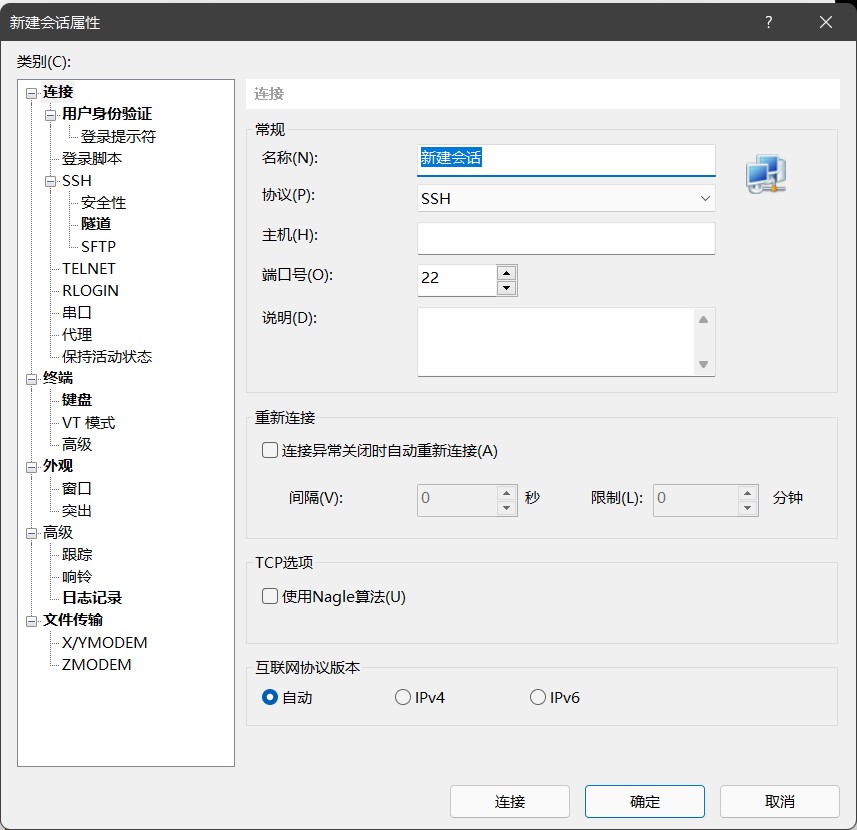 新建会话属性
类别(C):
连接
用户身份验证
登录提示符
登录脚本
SSH
安全性
隧道
SFTP
TELNET
RLOGIN
串口
代理
保持活动状态
终端
键盘
VT 模式
高级
外观
窗口
突出
高级
跟踪
响铃
日志记录
文件传输
X/YMODEM
ZMODEM
连接
常规
名称(N): 新建会话
协议(P): SSH
主机(H):
端口号(O): 22
说明(D):
重新连接
连接异常关闭时自动重新连接(A)
间隔(V): 0 秒 限制(L): 0 分钟
TCP选项
使用Nagle算法(U)
互联网协议版本
自动 IPv4 IPv6
连接 确定 取消